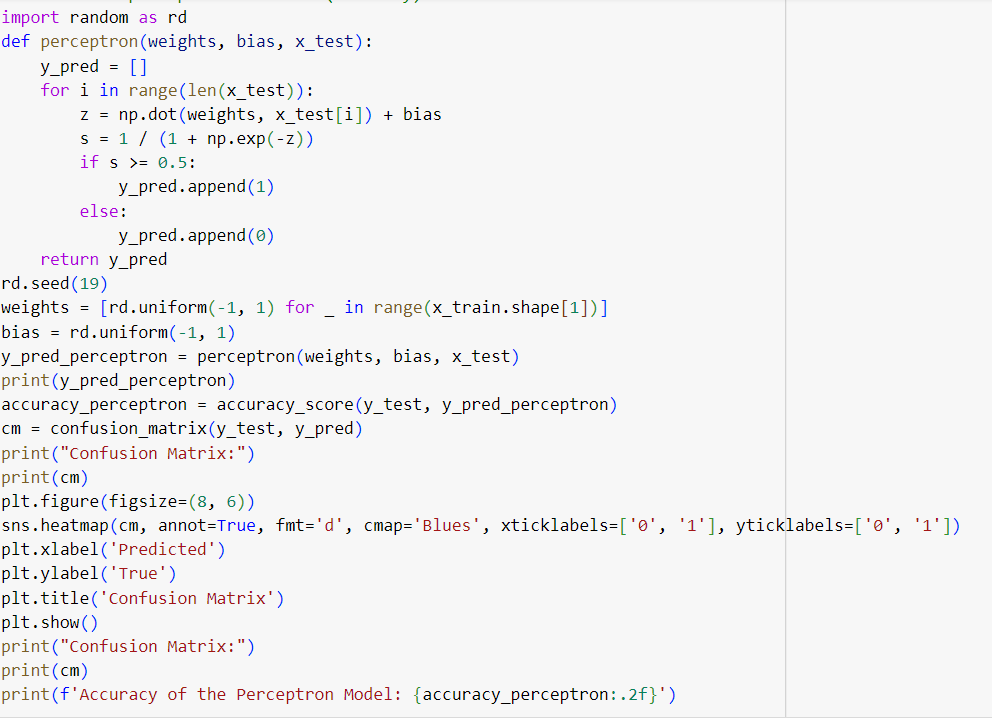 import random as rd
def perceptron(weights, bias, x_test):
    y_pred = []
    for i in range(len(x_test)):
        z = np.dot(weights, x_test[i]) + bias
        s = 1 / (1 + np.exp(-z))
        if s >= 0.5:
            y_pred.append(1)
        else:
            y_pred.append(0)
    return y_pred
rd.seed(19)
weights = [rd.uniform(-1, 1) for _ in range(x_train.shape[1])]
bias = rd.uniform(-1, 1)
y_pred_perceptron = perceptron(weights, bias, x_test)
print(y_pred_perceptron)
accuracy_perceptron = accuracy_score(y_test, y_pred_perceptron)
cm = confusion_matrix(y_test, y_pred)
print("Confusion Matrix:")
print(cm)
plt.figure(figsize=(8, 6))
sns.heatmap(cm, annot=True, fmt='d', cmap='Blues', xticklabels=['0', '1'], yticklabels=['0', '1'])
plt.xlabel('Predicted')
plt.ylabel('True')
plt.title('Confusion Matrix')
plt.show()
print("Confusion Matrix:")
print(cm)
print(f'Accuracy of the Perceptron Model: {accuracy_perceptron:.2f}')